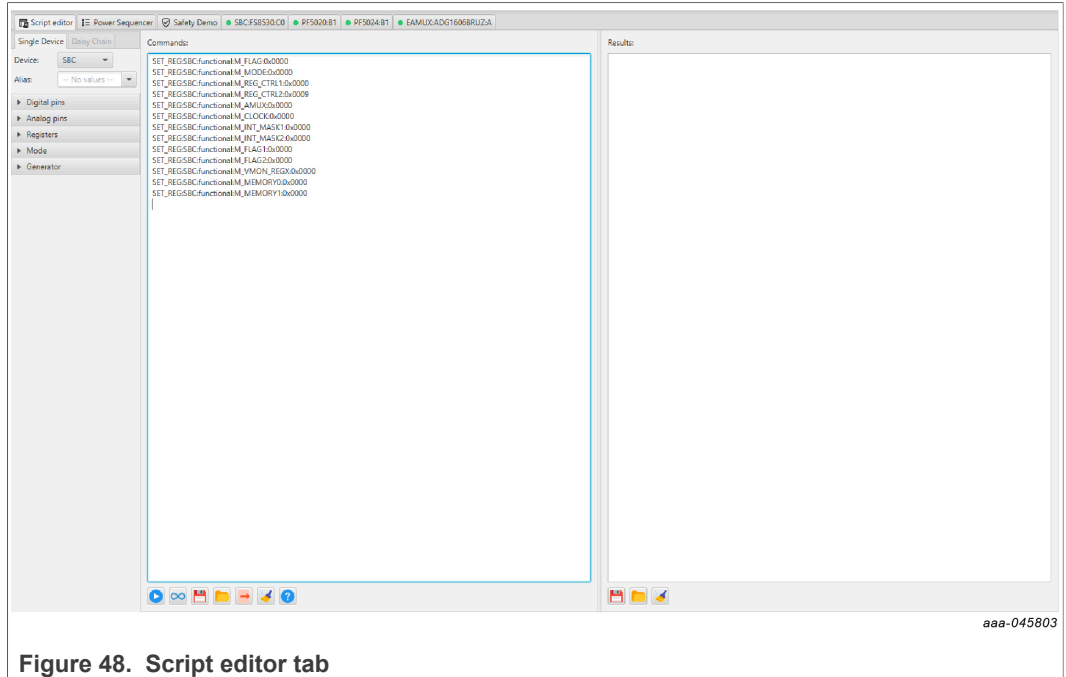 Script editor Power Sequencer Safety Demo SBC:FS8530:C0 PF5020:B1 PF5024:B1 EAMUX:ADG1606BRUZ:A
Single Device Daisy Chain
Commands:
Results:
Device: SBC
Alias: -- No values --
Digital pins
Analog pins
Registers
Mode
Generator
SET_REG:SBC:functional:M_FLAG:0x0000
SET_REG:SBC:functional:M_MODE:0x0000
SET_REG:SBC:functional:M_REG_CTRL1:0x0000
SET_REG:SBC:functional:M_REG_CTRL2:0x0009
SET_REG:SBC:functional:M_AMUX:0x0000
SET_REG:SBC:functional:M_CLOCK:0x0000
SET_REG:SBC:functional:M_INT_MASK1:0x0000
SET_REG:SBC:functional:M_INT_MASK2:0x0000
SET_REG:SBC:functional:M_FLAG1:0x0000
SET_REG:SBC:functional:M_FLAG2:0x0000
SET_REG:SBC:functional:M_VMON_REGX:0x0000
SET_REG:SBC:functional:M_MEMORY0:0x0000
SET_REG:SBC:functional:M_MEMORY1:0x0000
aaa-045803
Figure 48. Script editor tab